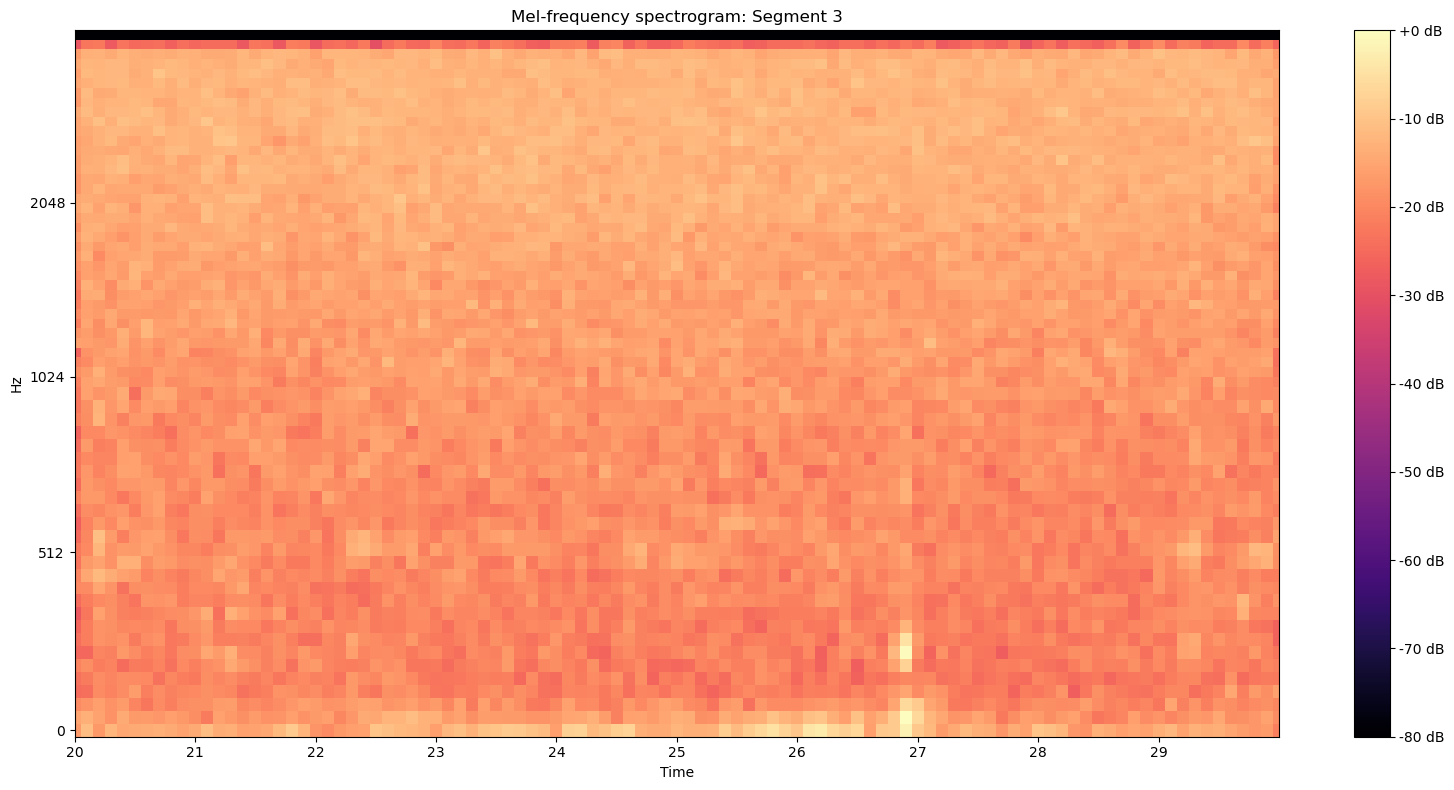 Mel-frequency spectrogram: Segment 3
+0 dB
-10 dB
-20 dB
-30 dB
-40 dB
-50 dB
-60 dB
-70 dB
-80 dB
Hz
2048
1024
512
0
20 21 22 23 24 25 26 27 28 29
Time